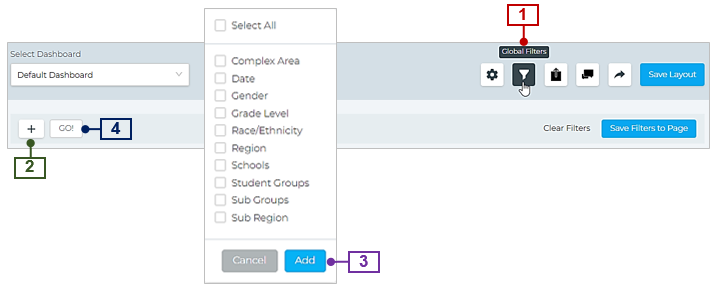 1
Global Filters
Select Dashboard
Default Dashboard
Save Layout
+
GO!
4
2
Clear Filters
Save Filters to Page
Select All
Complex Area
Date
Gender
Grade Level
Race/Ethnicity
Region
Schools
Student Groups
Sub Groups
Sub Region
Cancel
Add
3